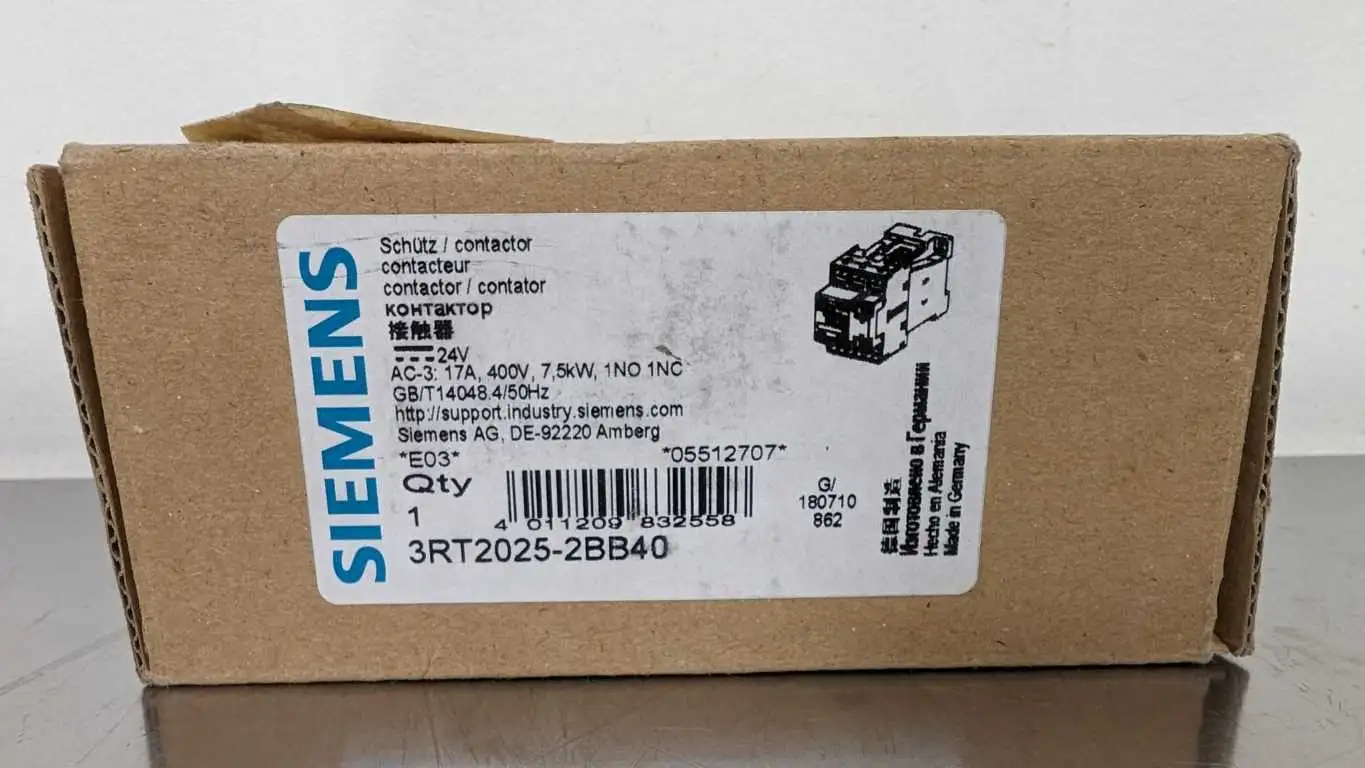 SIEMENS
Schütz / contactor
contacteur
contactor / contator
контактор
接触器
24V
AC-3: 17A, 400V, 7,5kW, 1NO 1NC
GB/T14048.4/50Hz
http://support.industry.siemens.com
Siemens AG, DE-92220 Amberg
*E03*
*05512707*
Qty
1
4 011209 832558
3RT2025-2BB40
G/
180710
862
德国制造
Изготовлено в Германии
Hecho en Alemania
Made in Germany